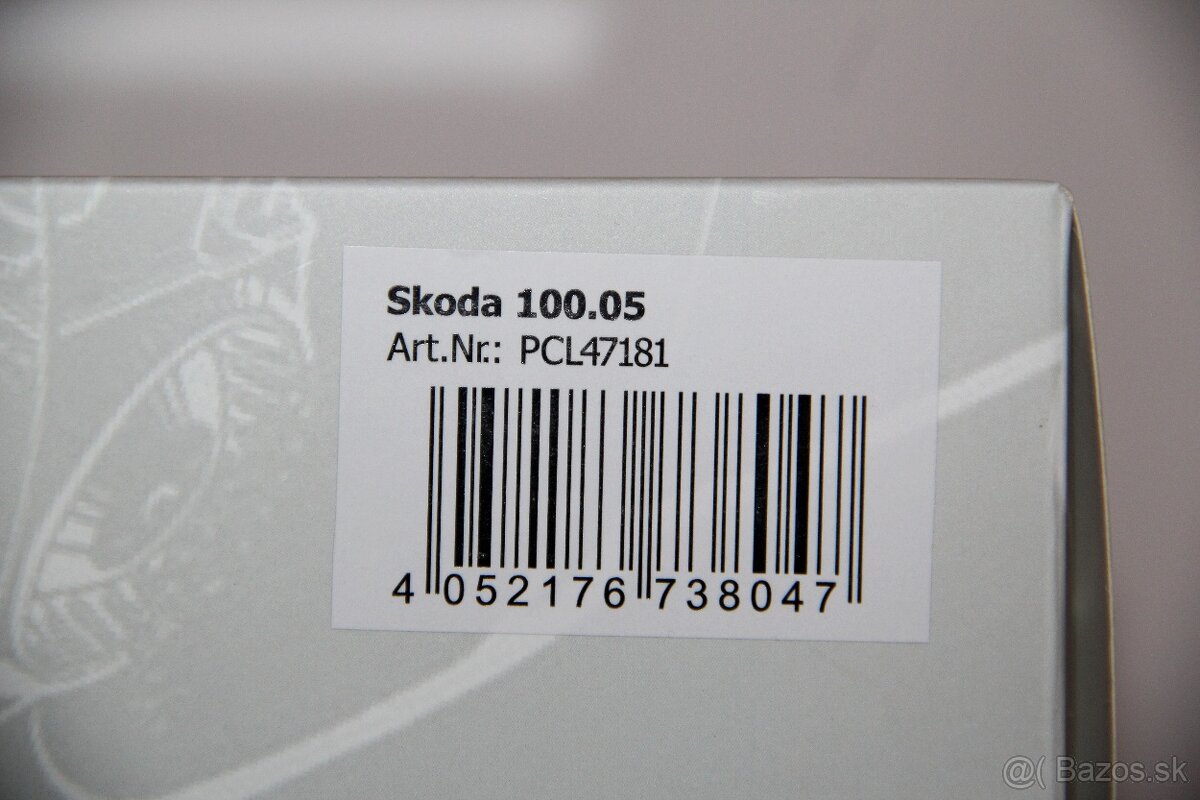 Skoda 100.05
Art.Nr.: PCL47181
4 052176 738047
@( Bazos.sk